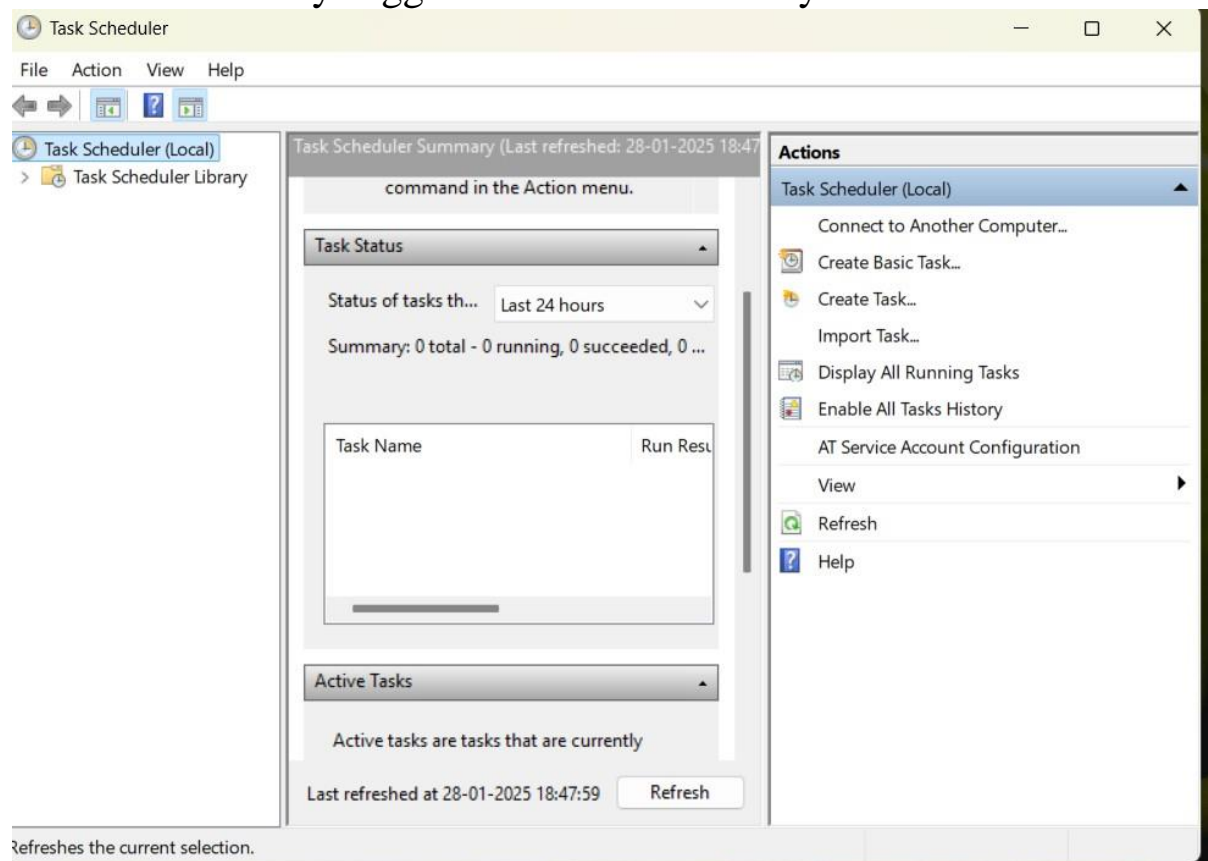 Task Scheduler
File Action View Help
Task Scheduler (Local)
Task Scheduler Library
Task Scheduler Summary (Last refreshed: 28-01-2025 18:47
command in the Action menu.
Task Status
Status of tasks th... Last 24 hours
Summary: 0 total - 0 running, 0 succeeded, 0 ...
Task Name Run Resu
Active Tasks
Active tasks are tasks that are currently
Last refreshed at 28-01-2025 18:47:59 Refresh
Actions
Task Scheduler (Local)
Connect to Another Computer...
Create Basic Task...
Create Task...
Import Task...
Display All Running Tasks
Enable All Tasks History
AT Service Account Configuration
View
Refresh
Help
Refreshes the current selection.